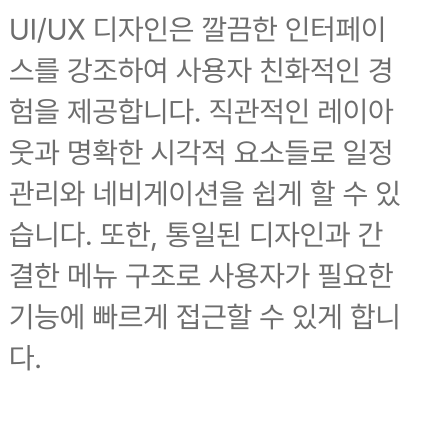 UI/UX 디자인은 깔끔한 인터페이
스를 강조하여 사용자 친화적인 경
험을 제공합니다. 직관적인 레이아
웃과 명확한 시각적 요소들로 일정
관리와 네비게이션을 쉽게 할 수 있
습니다. 또한, 통일된 디자인과 간
결한 메뉴 구조로 사용자가 필요한
기능에 빠르게 접근할 수 있게 합니
다.